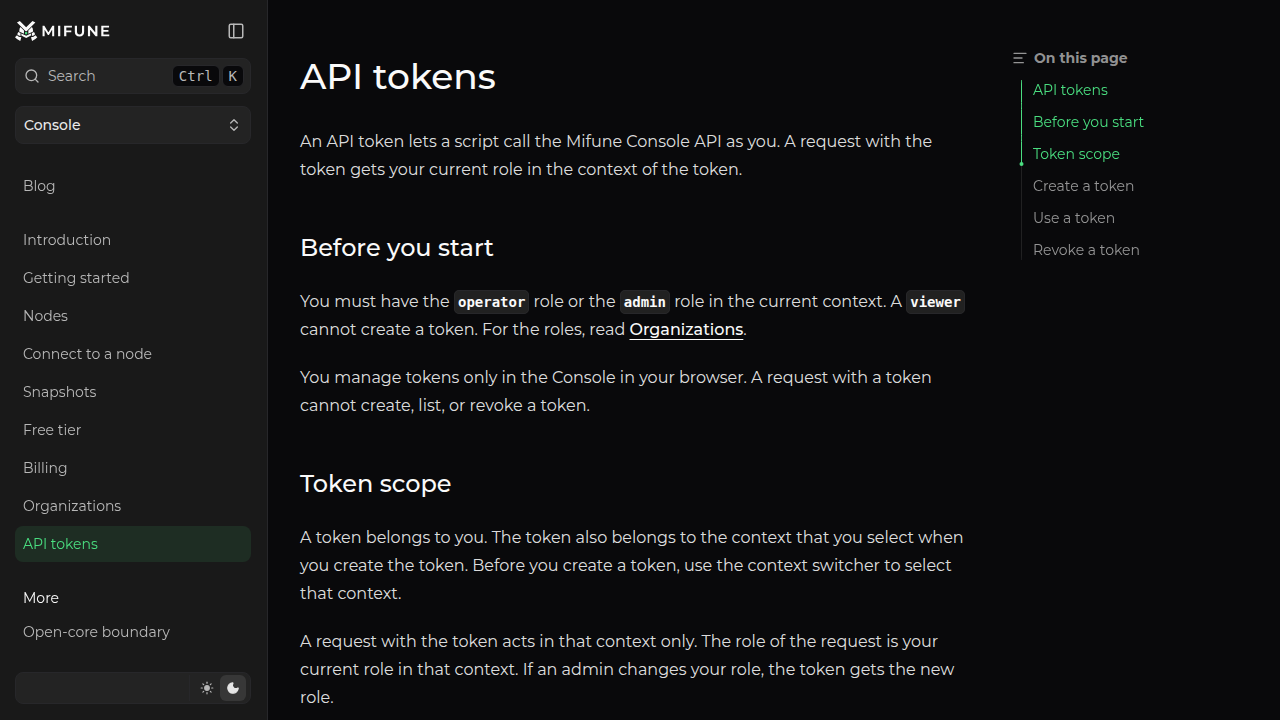 MIFUNE
Search Ctrl K
Console
Blog
Introduction
Getting started
Nodes
Connect to a node
Snapshots
Free tier
Billing
Organizations
API tokens
More
Open-core boundary
API tokens
An API token lets a script call the Mifune Console API as you. A request with the
token gets your current role in the context of the token.
Before you start
You must have the operator role or the admin role in the current context. A viewer
cannot create a token. For the roles, read Organizations.
You manage tokens only in the Console in your browser. A request with a token
cannot create, list, or revoke a token.
Token scope
A token belongs to you. The token also belongs to the context that you select when
you create the token. Before you create a token, use the context switcher to select
that context.
A request with the token acts in that context only. The role of the request is your
current role in that context. If an admin changes your role, the token gets the new
role.
On this page
API tokens
Before you start
Token scope
Create a token
Use a token
Revoke a token